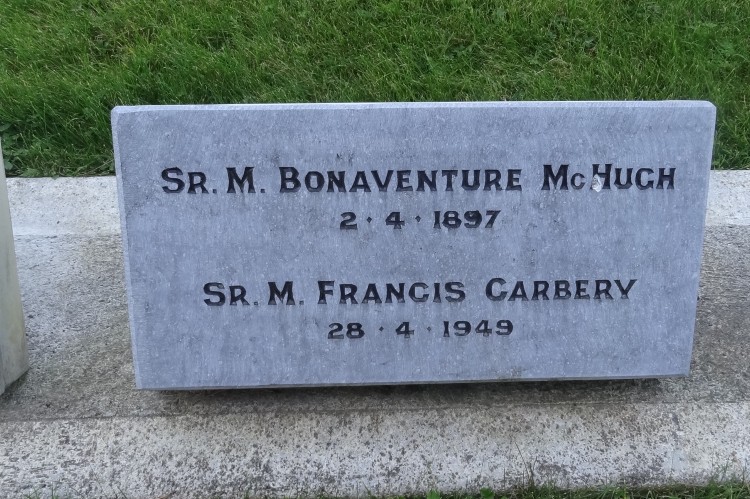 Sr. M. Bonaventure McHugh
2 · 4 · 1897
Sr. M. Francis Carbery
28 · 4 · 1949